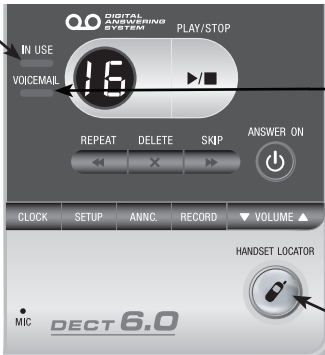 DIGITAL
ANSWERING
SYSTEM
PLAY/STOP
IN USE
VOICEMAIL
16
REPEAT DELETE SKIP
ANSWER ON
CLOCK SETUP ANNC. RECORD ▼ VOLUME ▲
HANDSET LOCATOR
MIC
DECT 6.0